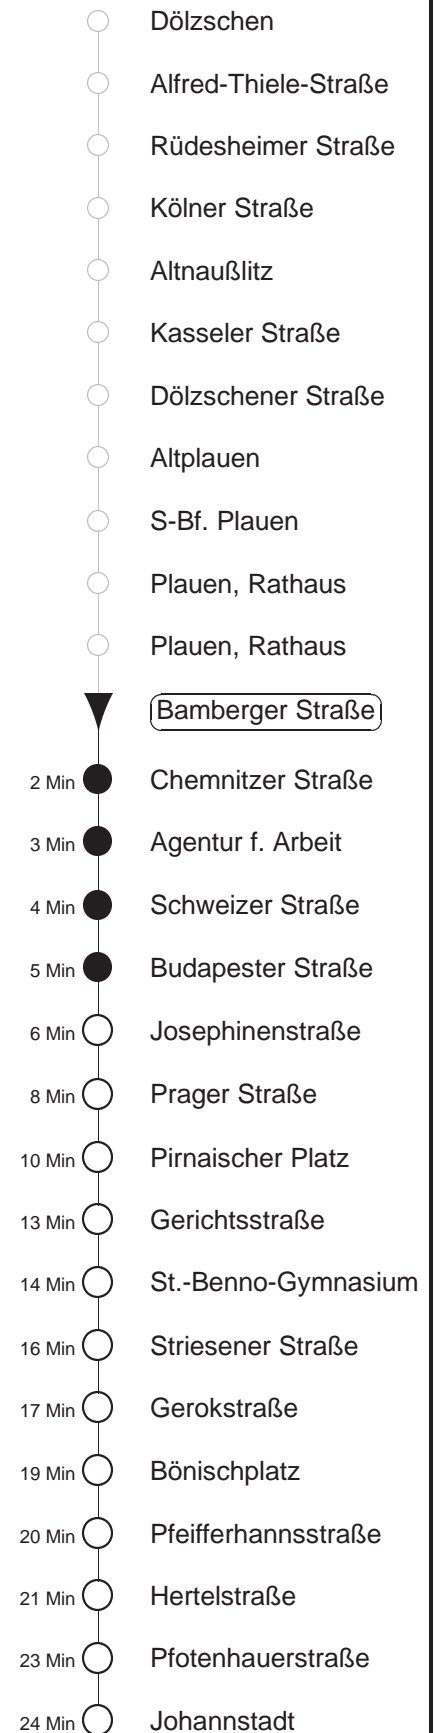 Dölzschen
Alfred-Thiele-Straße
Rüdesheimer Straße
Kölner Straße
Altnaußlitz
Kasseler Straße
Dölzschener Straße
Altplauen
S-Bf. Plauen
Plauen, Rathaus
Plauen, Rathaus
Bamberger Straße
2 Min Chemnitzer Straße
3 Min Agentur f. Arbeit
4 Min Schweizer Straße
5 Min Budapester Straße
6 Min Josephinenstraße
8 Min Prager Straße
10 Min Pirnaischer Platz
13 Min Gerichtsstraße
14 Min St.-Benno-Gymnasium
16 Min Striesener Straße
17 Min Gerokstraße
19 Min Bönischplatz
20 Min Pfeifferhannsstraße
21 Min Hertelstraße
23 Min Pfotenhauerstraße
24 Min Johannstadt